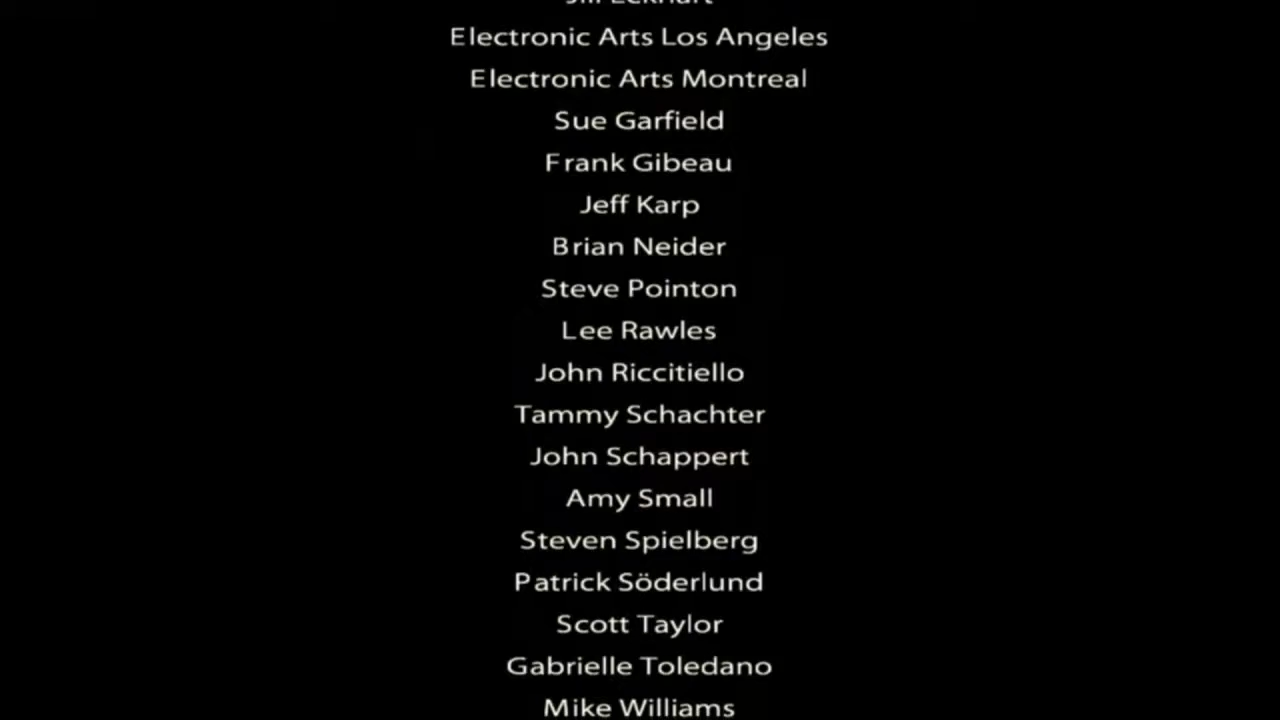 Electronic Arts Los Angeles
Electronic Arts Montreal
Sue Garfield
Frank Gibeau
Jeff Karp
Brian Neider
Steve Pointon
Lee Rawles
John Riccitiello
Tammy Schachter
John Schappert
Amy Small
Steven Spielberg
Patrick Söderlund
Scott Taylor
Gabrielle Toledano
Mike Williams